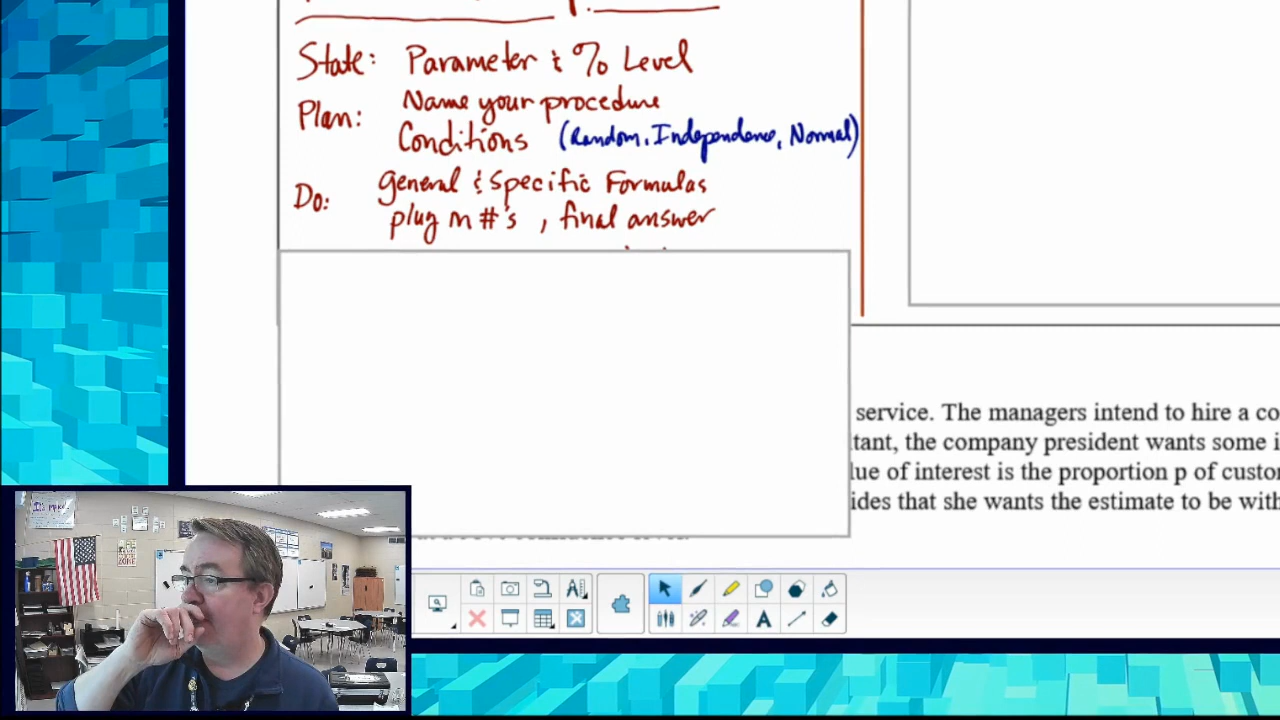 State: Parameter & % Level
Plan: Name your procedure
Conditions (Random, Independence, Normal)
Do: General & Specific Formulas
plug in #'s, final answer
service. The managers intend to hire a co
tant, the company president wants some i
lue of interest is the proportion p of custo
ides that she wants the estimate to be with